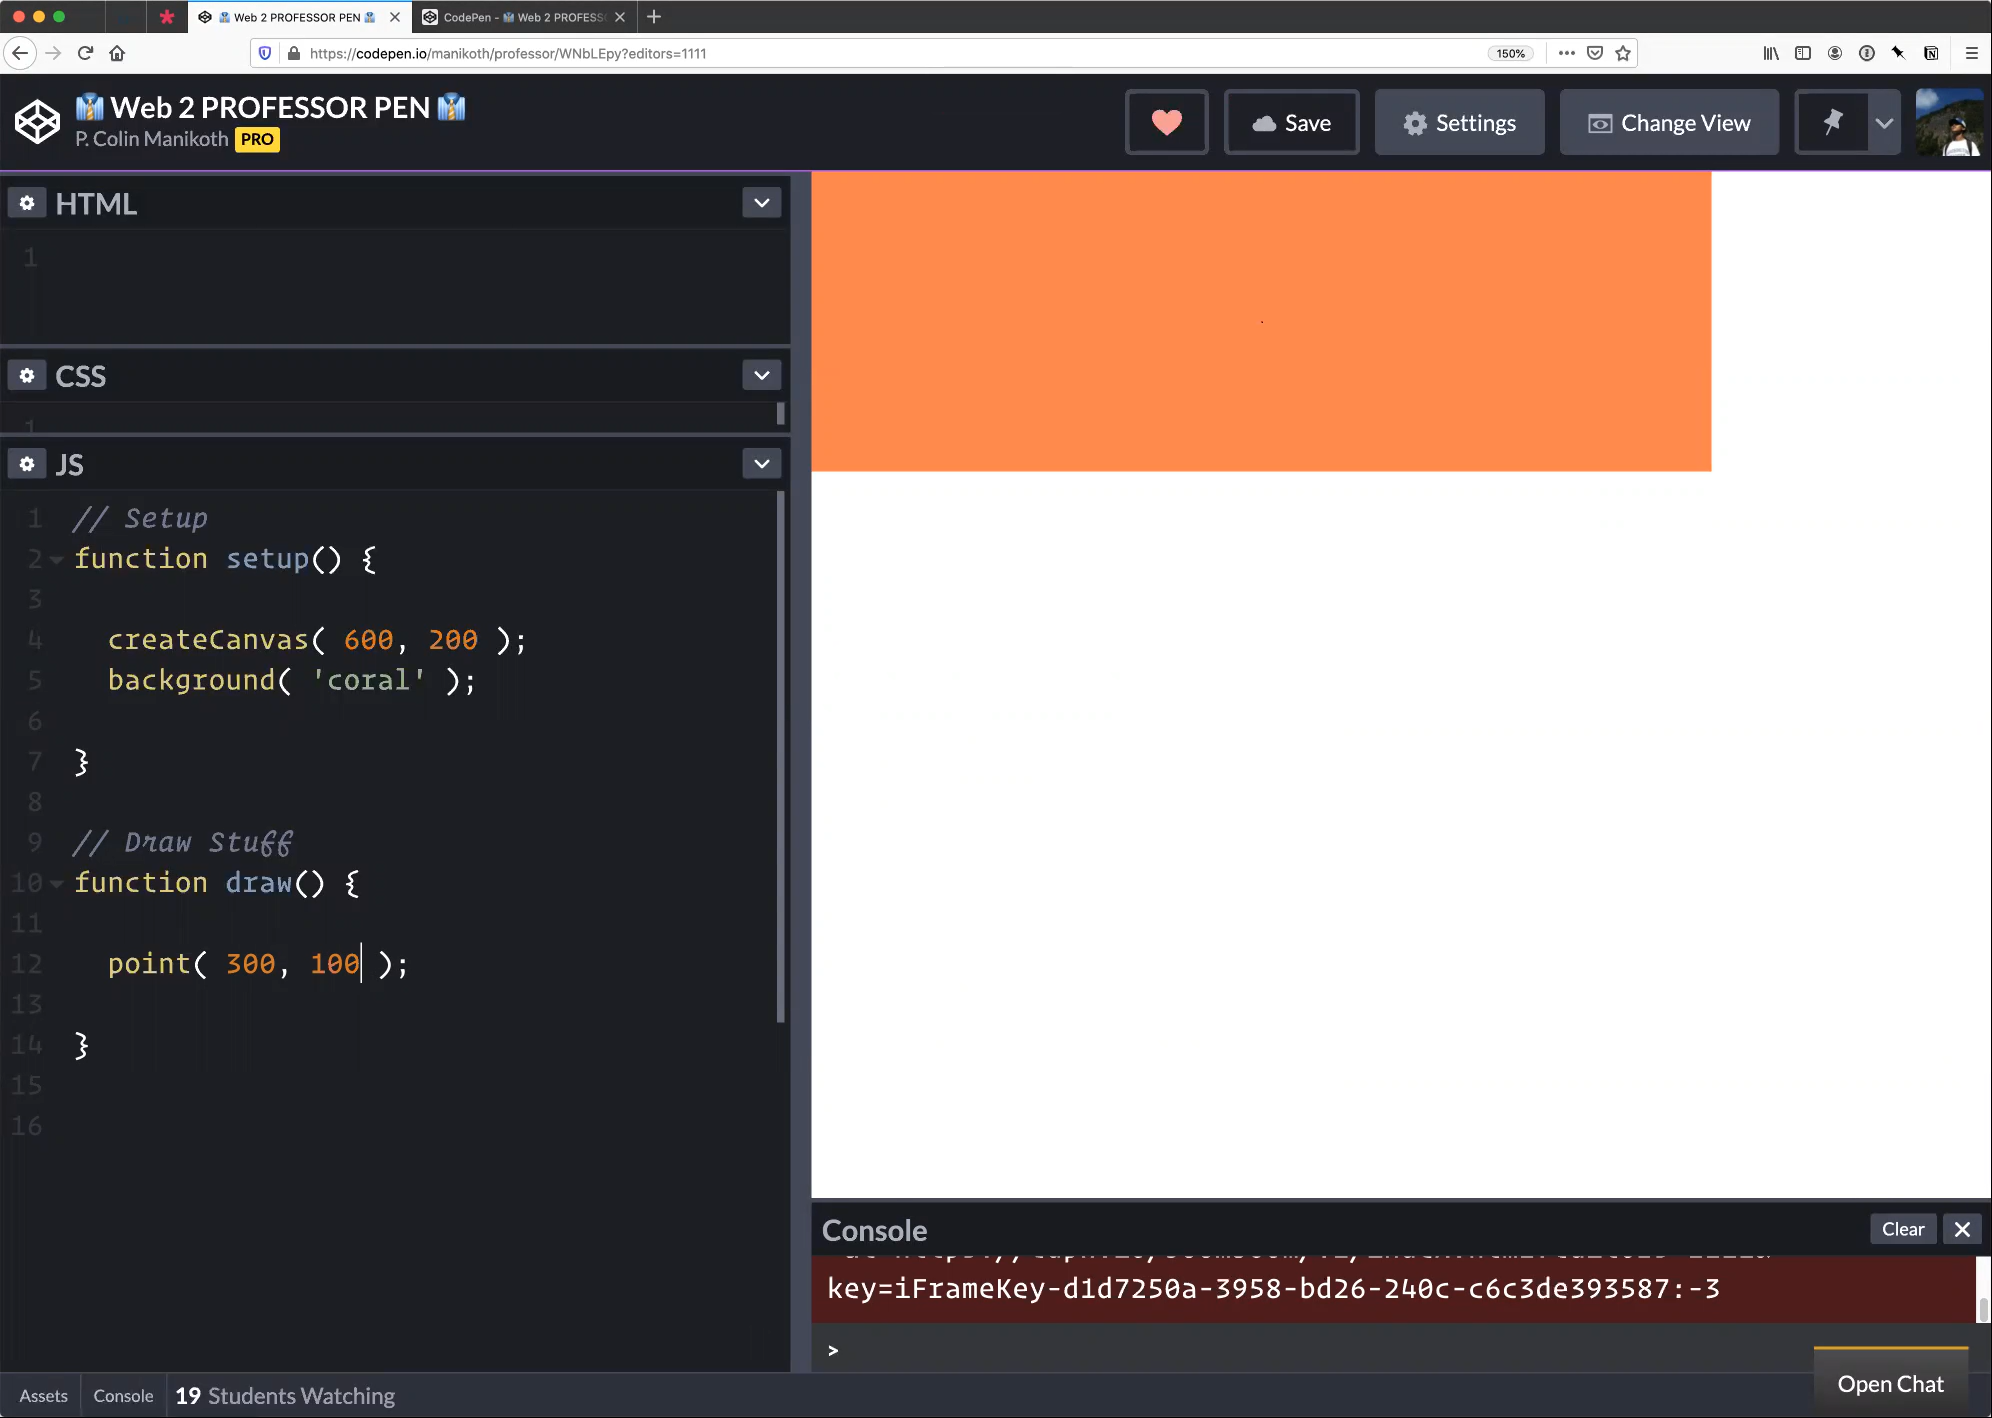 Web 2 PROFESSOR PEN
CodePen - Web 2 PROFESS
https://codepen.io/manikoth/professor/WNbLEpy?editors=1111
150%
Web 2 PROFESSOR PEN
P. Colin Manikoth PRO
Save
Settings
Change View
HTML
1
CSS
1
JS
1 // Setup
2 function setup() {
3
4 createCanvas( 600, 200 );
5 background( 'coral' );
6
7 }
8
9 // Draw Stuff
10 function draw() {
11
12 point( 300, 100 );
13
14 }
15
16
Console
Clear
key=iFrameKey-d1d7250a-3958-bd26-240c-c6c3de393587:-3
>
Assets
Console
19 Students Watching
Open Chat